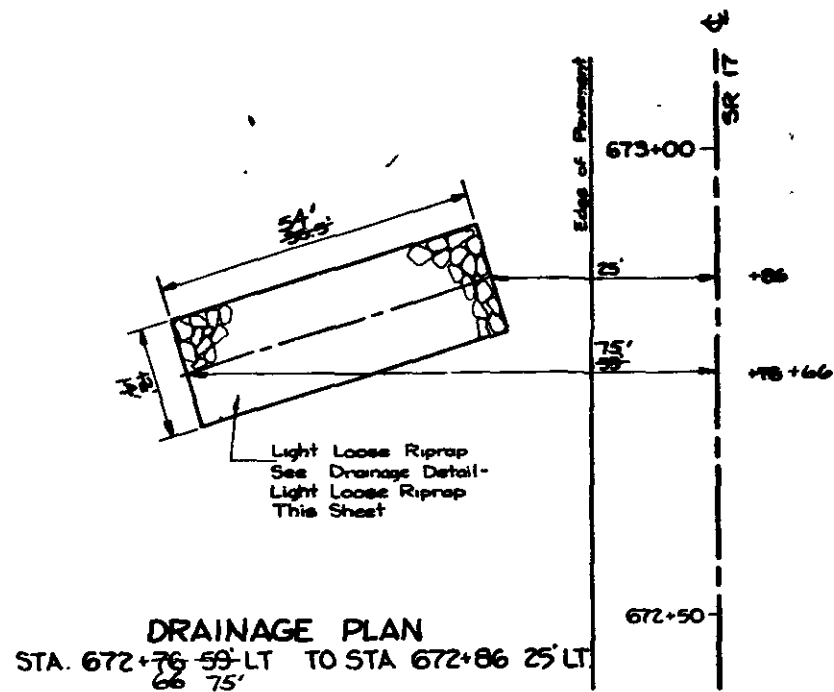 ℄
SR 17
Edge of Pavement
673+00
54'
25'
+86
75'
+66
Light Loose Riprap
See Drainage Detail-
Light Loose Riprap
This Sheet
672+50
DRAINAGE PLAN
STA. 672+76 59' LT TO STA 672+86 25' LT
66 75'